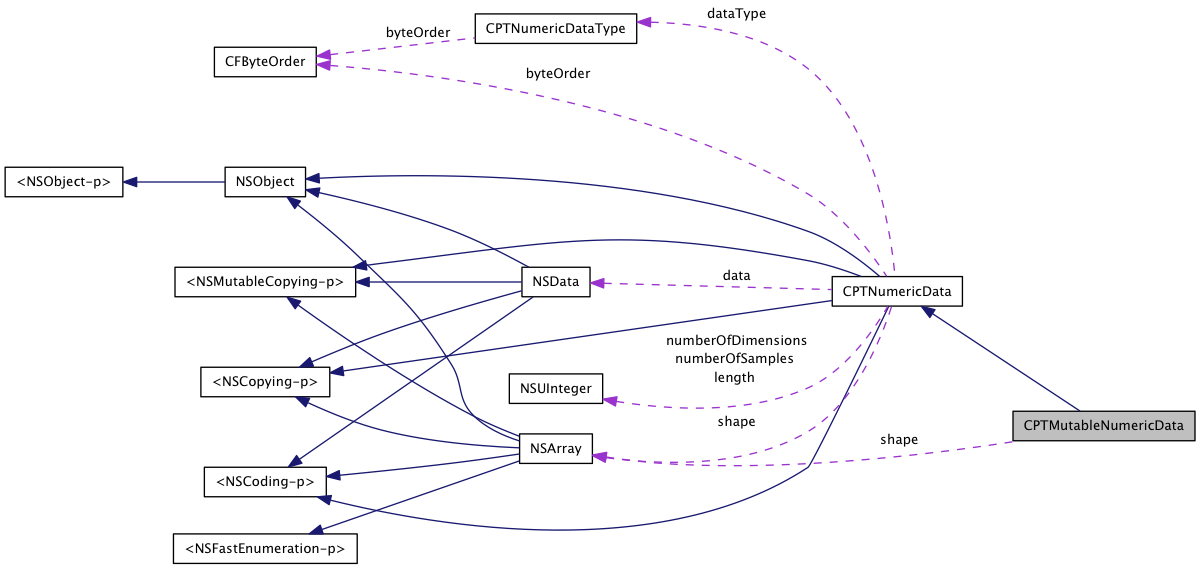 dataType
CPTNumericDataType
byteOrder
CFByteOrder
byteOrder
<NSObject-p>
NSObject
<NSMutableCopying-p>
NSData
data
CPTNumericData
numberOfDimensions
numberOfSamples
length
<NSCopying-p>
NSUInteger
shape
CPTMutableNumericData
NSArray
shape
<NSCoding-p>
<NSFastEnumeration-p>